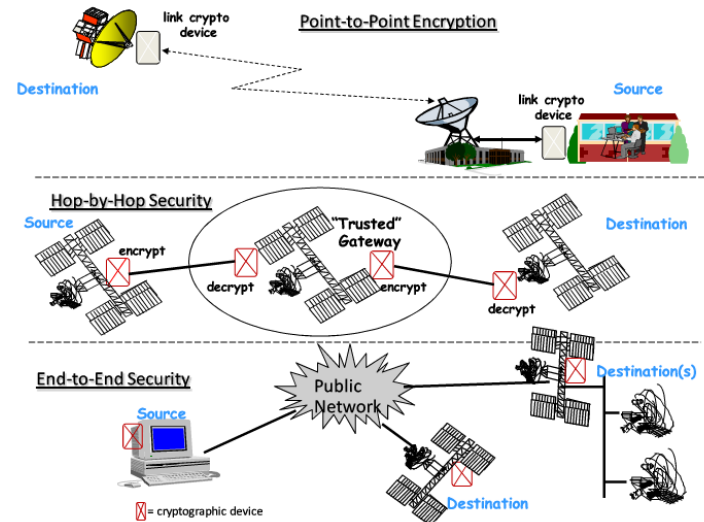 Point-to-Point Encryption
link crypto
device
Destination
Source
link crypto
device
Hop-by-Hop Security
Source
encrypt
decrypt
"Trusted"
Gateway
encrypt
Destination
decrypt
End-to-End Security
Source
Public
Network
Destination(s)
Destination
= cryptographic device